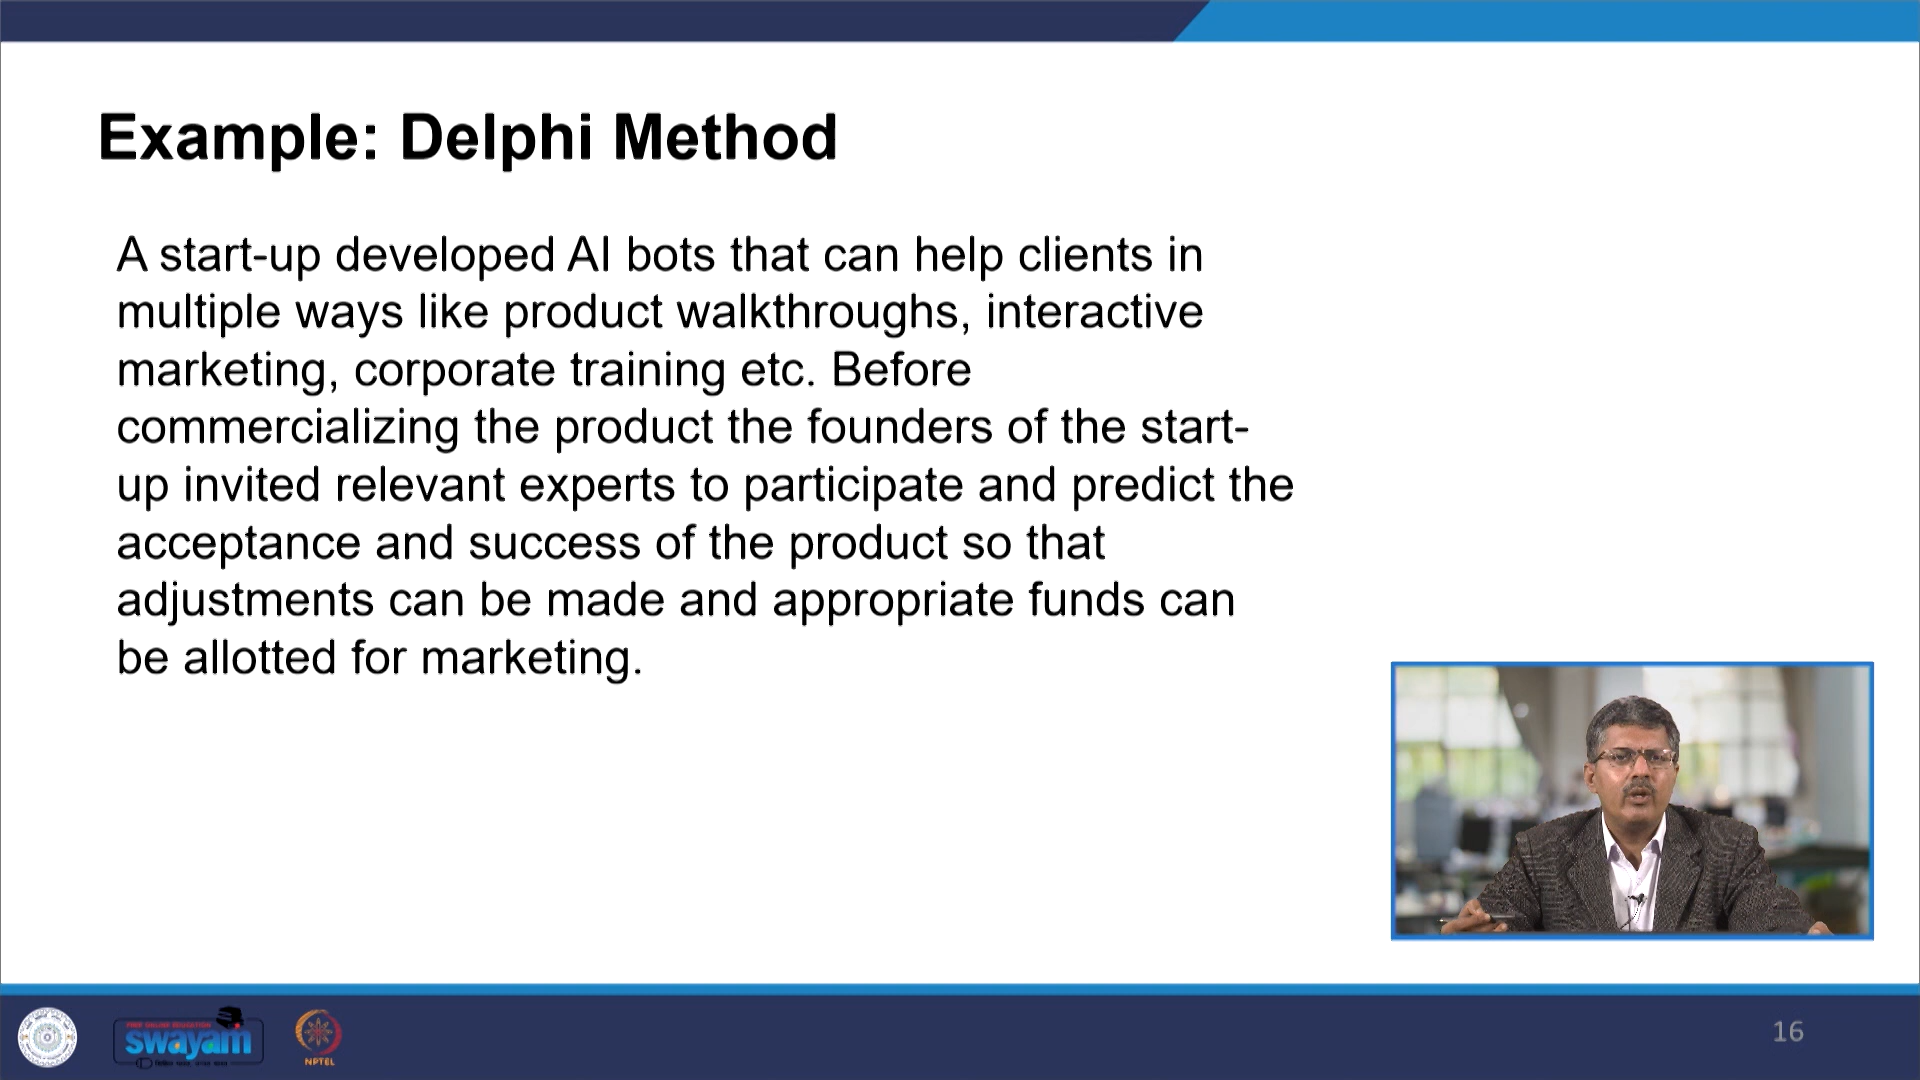 Example: Delphi Method
A start-up developed AI bots that can help clients in
multiple ways like product walkthroughs, interactive
marketing, corporate training etc. Before
commercializing the product the founders of the start-
up invited relevant experts to participate and predict the
acceptance and success of the product so that
adjustments can be made and appropriate funds can
be allotted for marketing.
FREE ONLINE EDUCATION
swayam
NPTEL
16